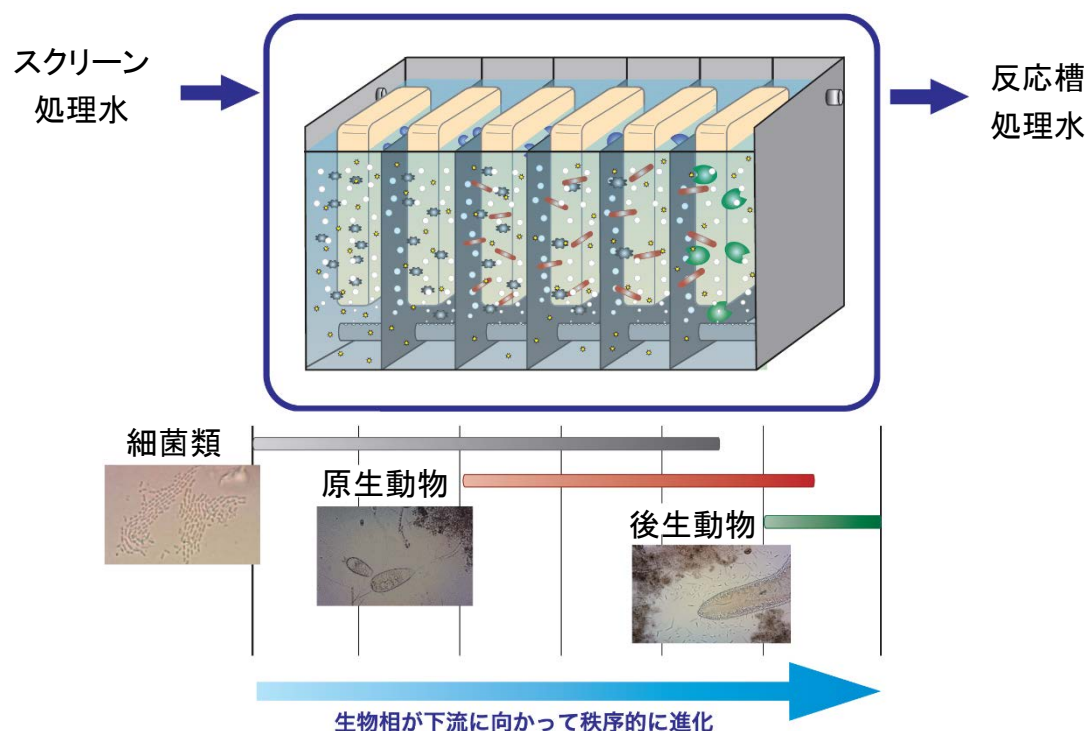 スクリーン
処理水
反応槽
処理水
細菌類
原生動物
後生動物
生物相が下流に向かって秩序的に進化